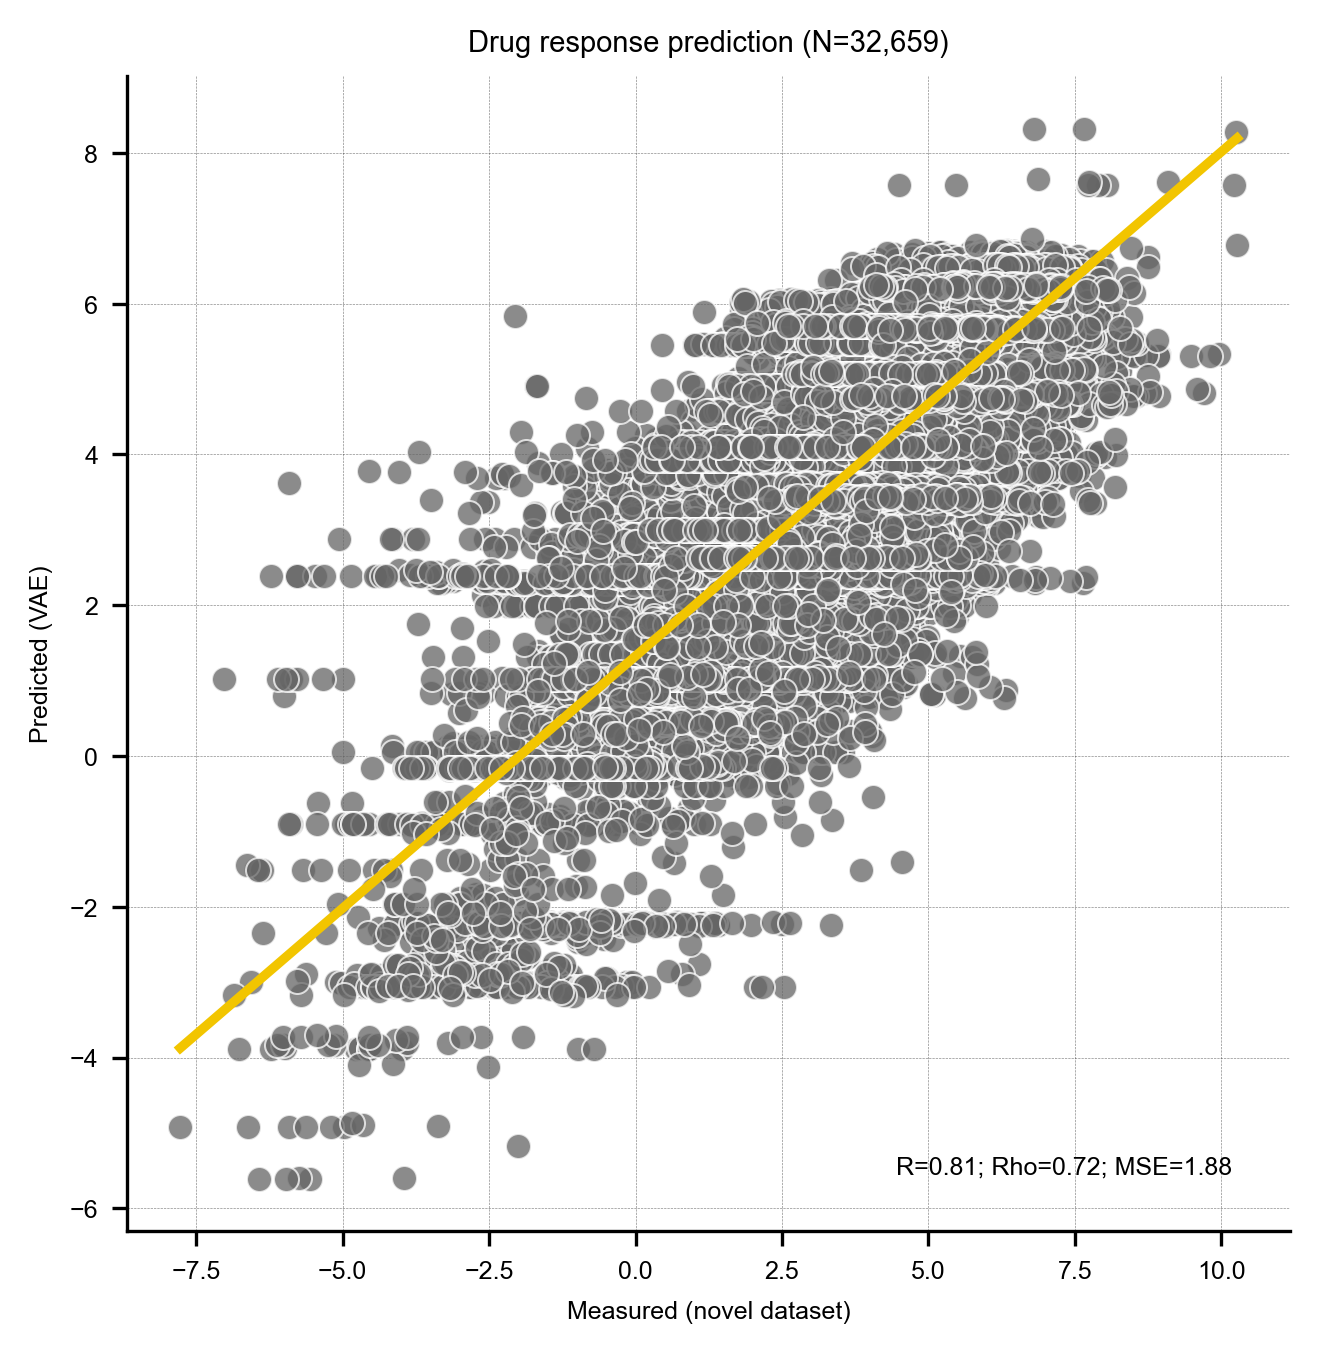 Drug response prediction (N=32,659)
8
6
4
2
0
−2
−4
−6
Predicted (VAE)
R=0.81; Rho=0.72; MSE=1.88
−7.5 −5.0 −2.5 0.0 2.5 5.0 7.5 10.0
Measured (novel dataset)